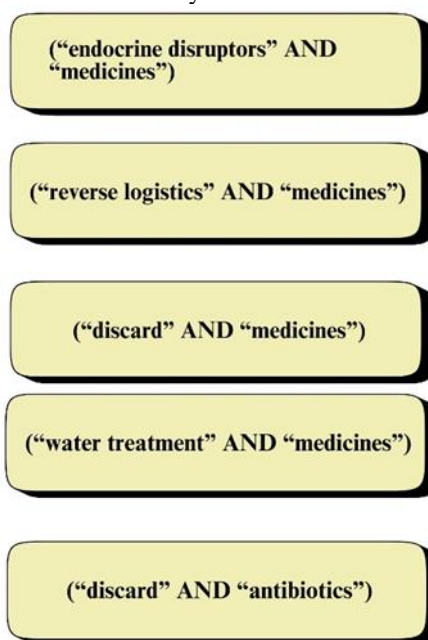 (“endocrine disruptors” AND
“medicines”)
(“reverse logistics” AND “medicines”)
(“discard” AND “medicines”)
(“water treatment” AND “medicines”)
(“discard” AND “antibiotics”)